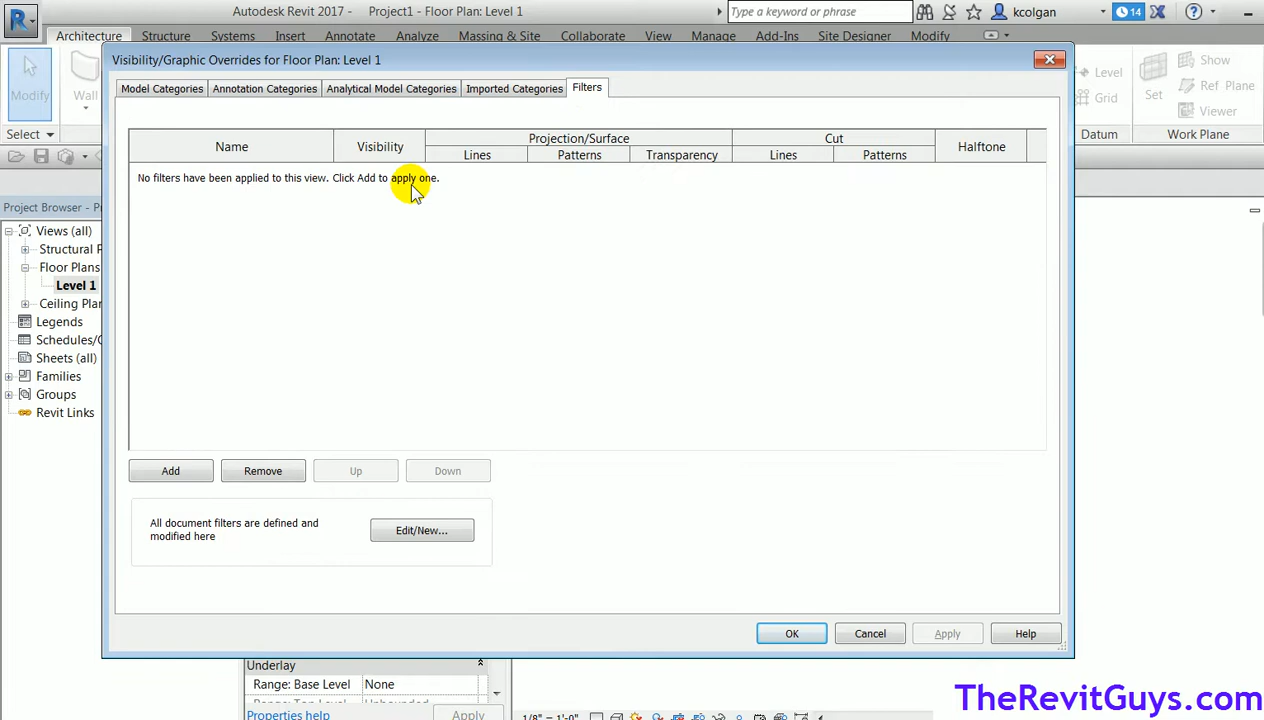 Autodesk Revit 2017 - Project1 - Floor Plan: Level 1
Type a keyword or phrase
kcolgan
14
Architecture Structure Systems Insert Annotate Analyze Massing & Site Collaborate View Manage Add-Ins Site Designer Modify
Modify
Wall
Level
Grid
Set
Show
Ref Plane
Viewer
Select
Datum
Work Plane
Visibility/Graphic Overrides for Floor Plan: Level 1
Model Categories Annotation Categories Analytical Model Categories Imported Categories Filters
Name Visibility Projection/Surface Cut Halftone
Lines Patterns Transparency Lines Patterns
No filters have been applied to this view. Click Add to apply one.
Project Browser - P
Views (all)
Structural P
Floor Plans
Level 1
Ceiling Plan
Legends
Schedules/Q
Sheets (all)
Families
Groups
Revit Links
Add Remove Up Down
All document filters are defined and
modified here
Edit/New...
OK Cancel Apply Help
Underlay
Range: Base Level None
Properties help Apply
1/8" = 1'-0"
TheRevitGuys.com